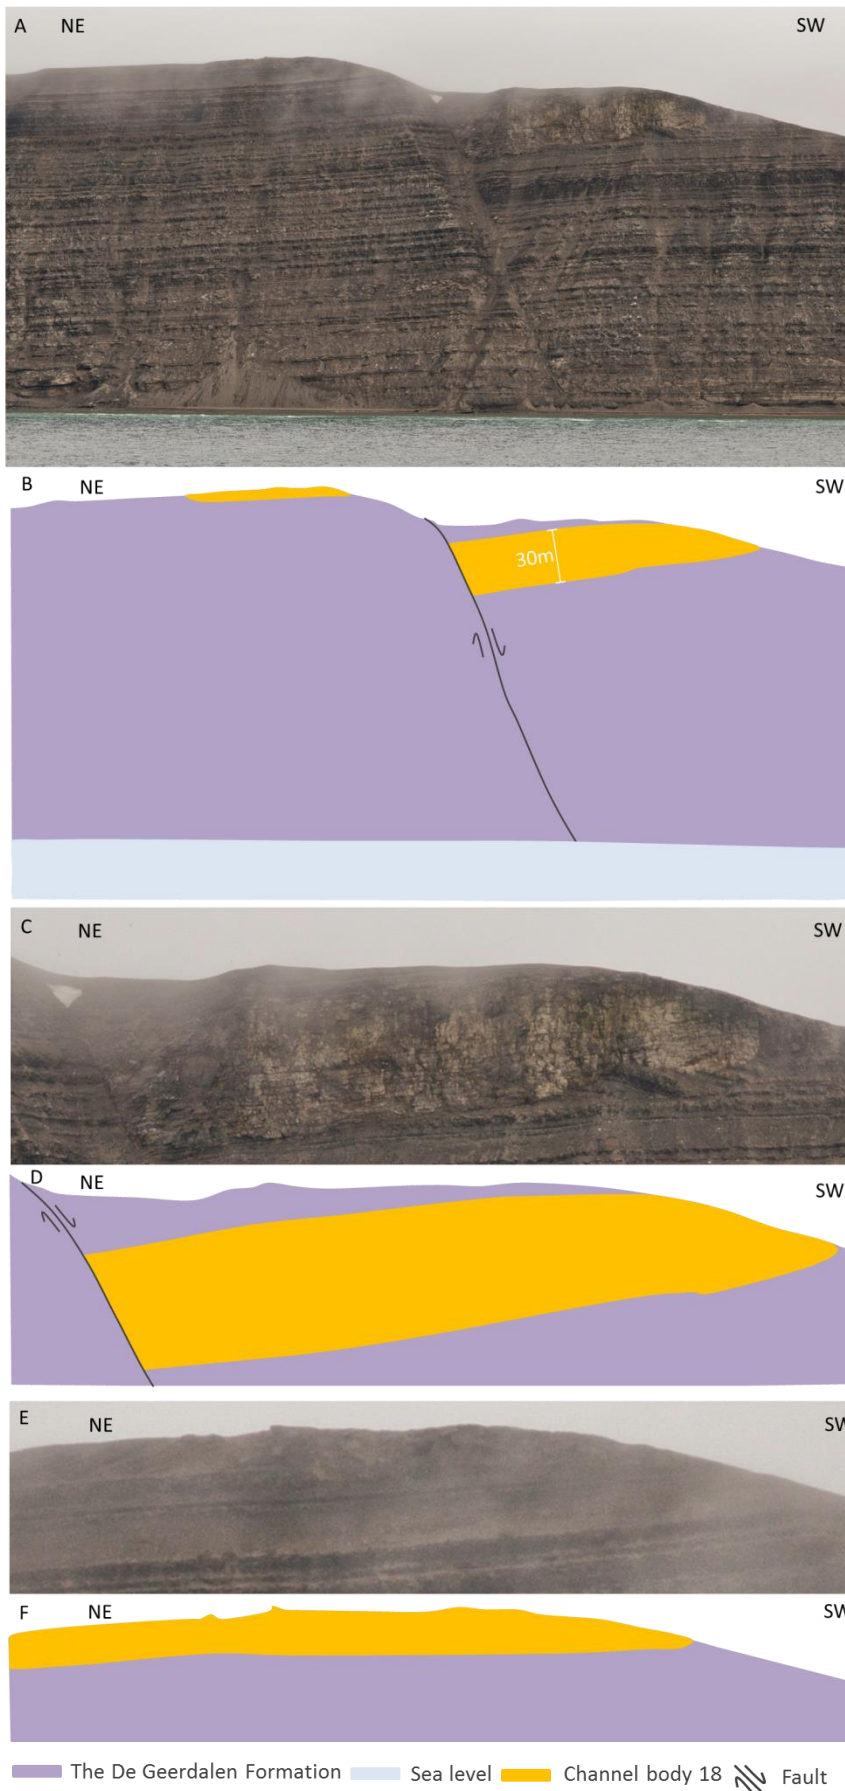 A NE SW
B NE SW
30m
C NE SW
D NE SW
E NE SW
F NE SW
The De Geerdalen Formation Sea level Channel body 18 Fault